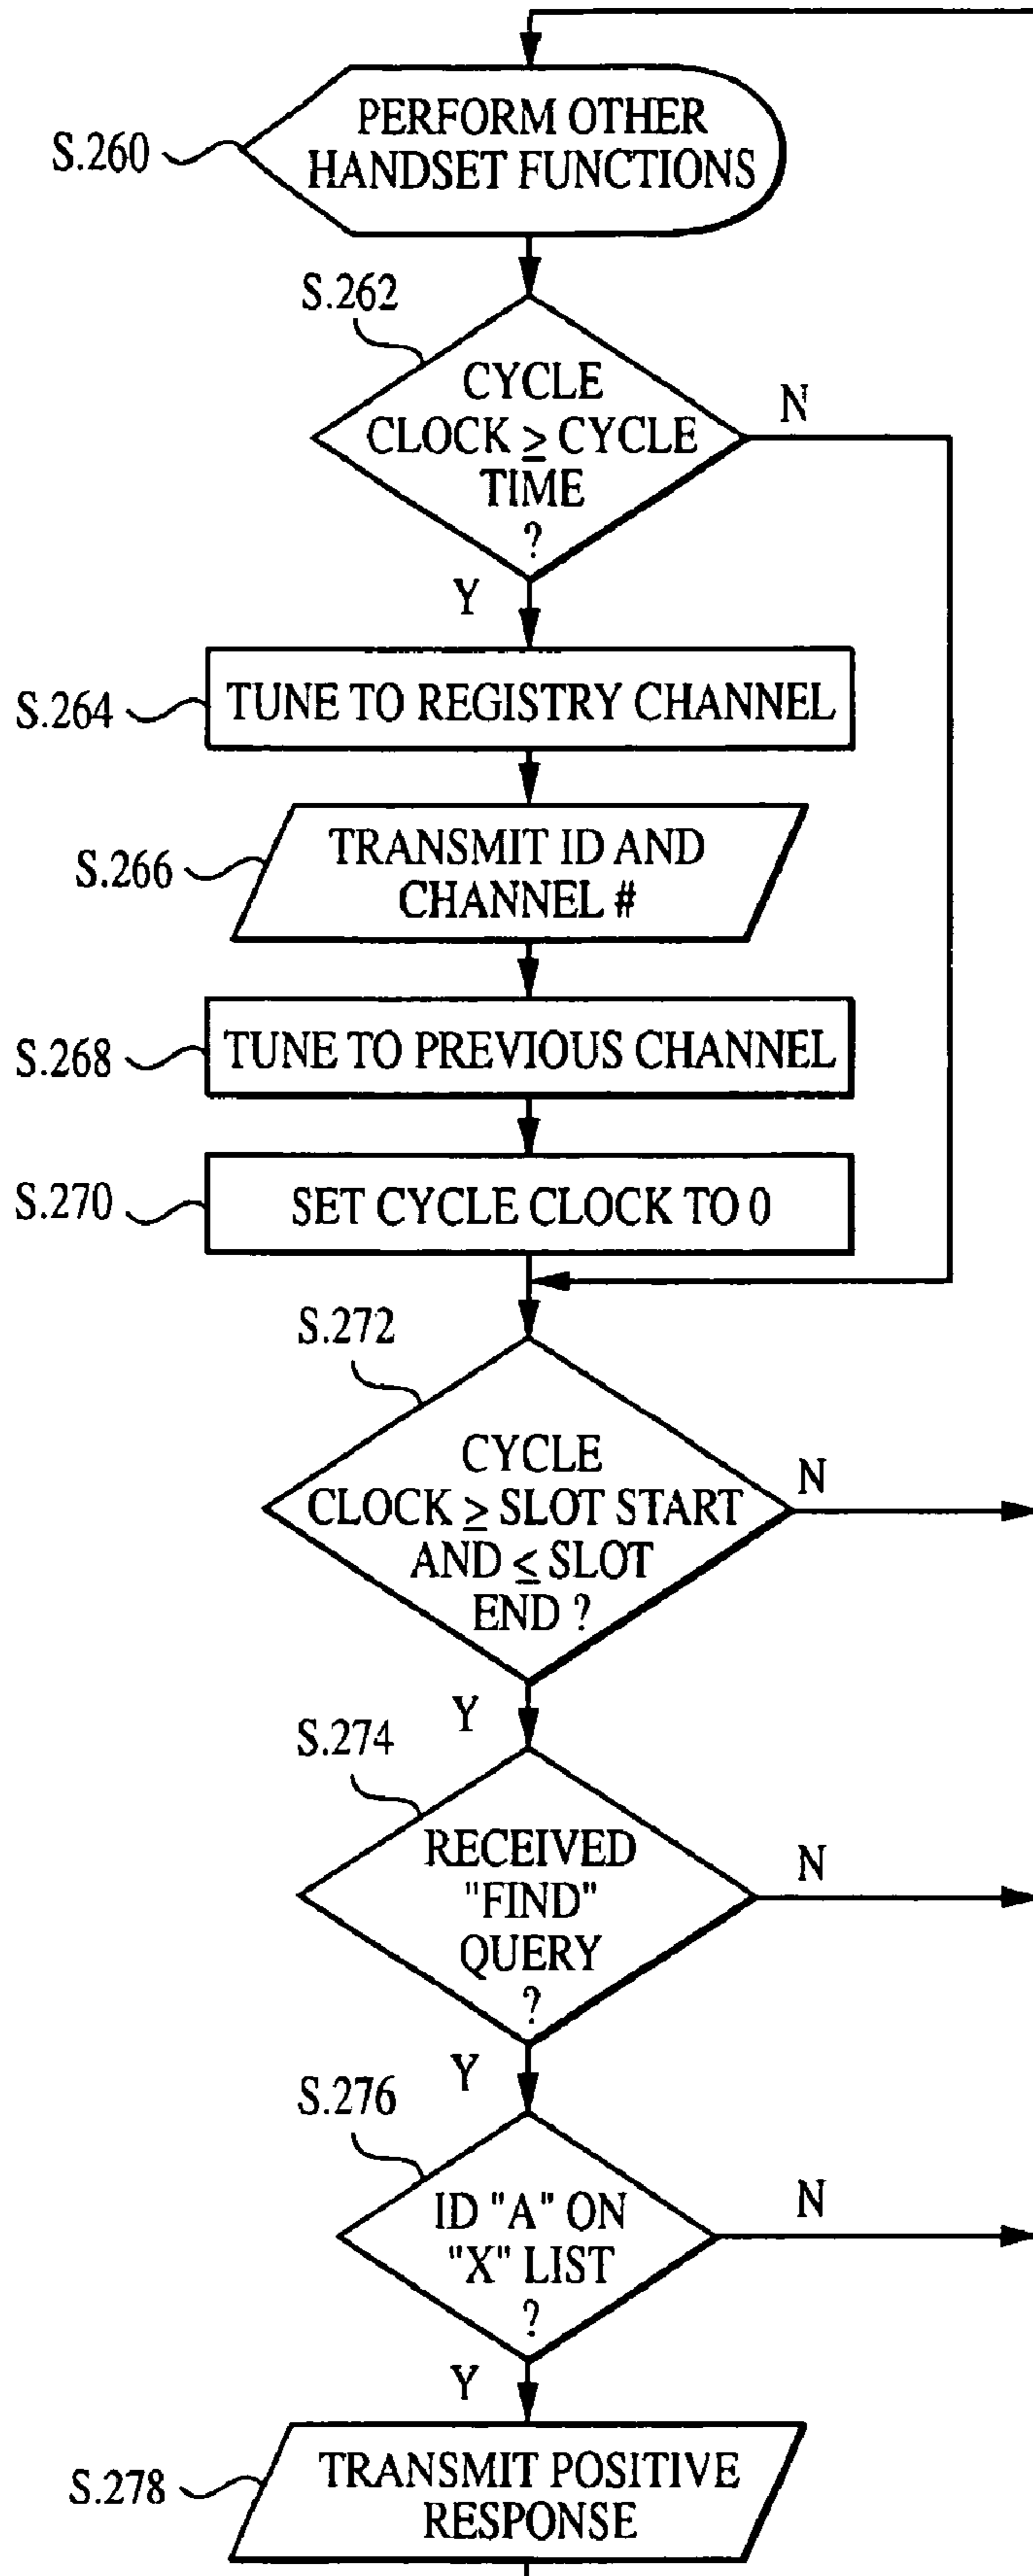 S.260
PERFORM OTHER
HANDSET FUNCTIONS
S.262
CYCLE
CLOCK ≥ CYCLE
TIME
?
N
Y
S.264
TUNE TO REGISTRY CHANNEL
S.266
TRANSMIT ID AND
CHANNEL #
S.268
TUNE TO PREVIOUS CHANNEL
S.270
SET CYCLE CLOCK TO 0
S.272
CYCLE
CLOCK ≥ SLOT START
AND ≤ SLOT
END ?
N
Y
S.274
RECEIVED
"FIND"
QUERY
?
N
Y
S.276
ID "A" ON
"X" LIST
?
N
Y
S.278
TRANSMIT POSITIVE
RESPONSE